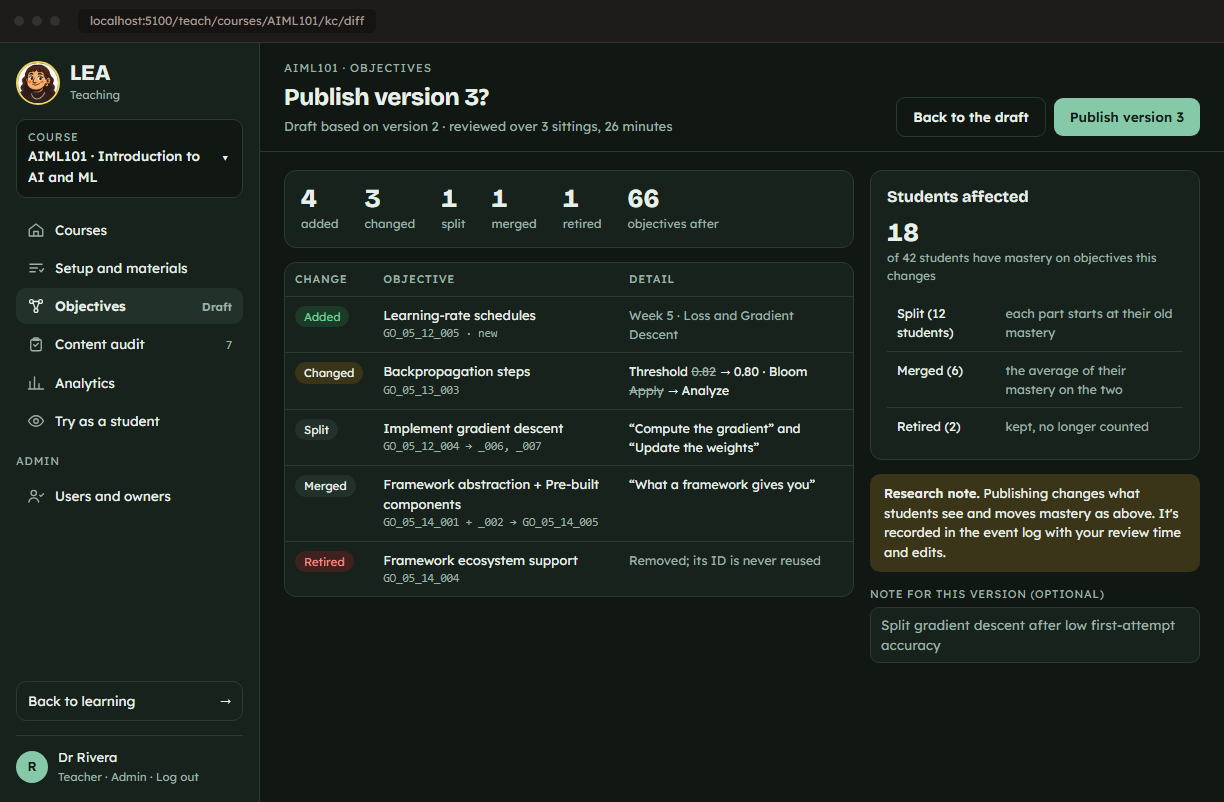 localhost:5100/teach/courses/AIML101/kc/diff
LEA
Teaching
COURSE
AIML101 · Introduction to
AI and ML
Courses
Setup and materials
Objectives
Draft
Content audit
7
Analytics
Try as a student
ADMIN
Users and owners
Back to learning →
R
Dr Rivera
Teacher · Admin · Log out
AIML101 · OBJECTIVES
Publish version 3?
Draft based on version 2 · reviewed over 3 sittings, 26 minutes
Back to the draft
Publish version 3
4 3 1 1 1 66
added changed split merged retired objectives after
CHANGE OBJECTIVE DETAIL
Added
Learning-rate schedules
GO_05_12_005 · new
Week 5 · Loss and Gradient
Descent
Changed
Backpropagation steps
GO_05_13_003
Threshold 0.82 → 0.80 · Bloom
Apply → Analyze
Split
Implement gradient descent
GO_05_12_004 → _006, _007
“Compute the gradient” and
“Update the weights”
Merged
Framework abstraction + Pre-built
components
GO_05_14_001 + _002 → GO_05_14_005
“What a framework gives you”
Retired
Framework ecosystem support
GO_05_14_004
Removed; its ID is never reused
Students affected
18
of 42 students have mastery on objectives this
changes
Split (12
students)
each part starts at their old
mastery
Merged (6)
the average of their
mastery on the two
Retired (2)
kept, no longer counted
Research note. Publishing changes what
students see and moves mastery as above. It's
recorded in the event log with your review time
and edits.
NOTE FOR THIS VERSION (OPTIONAL)
Split gradient descent after low first-attempt
accuracy